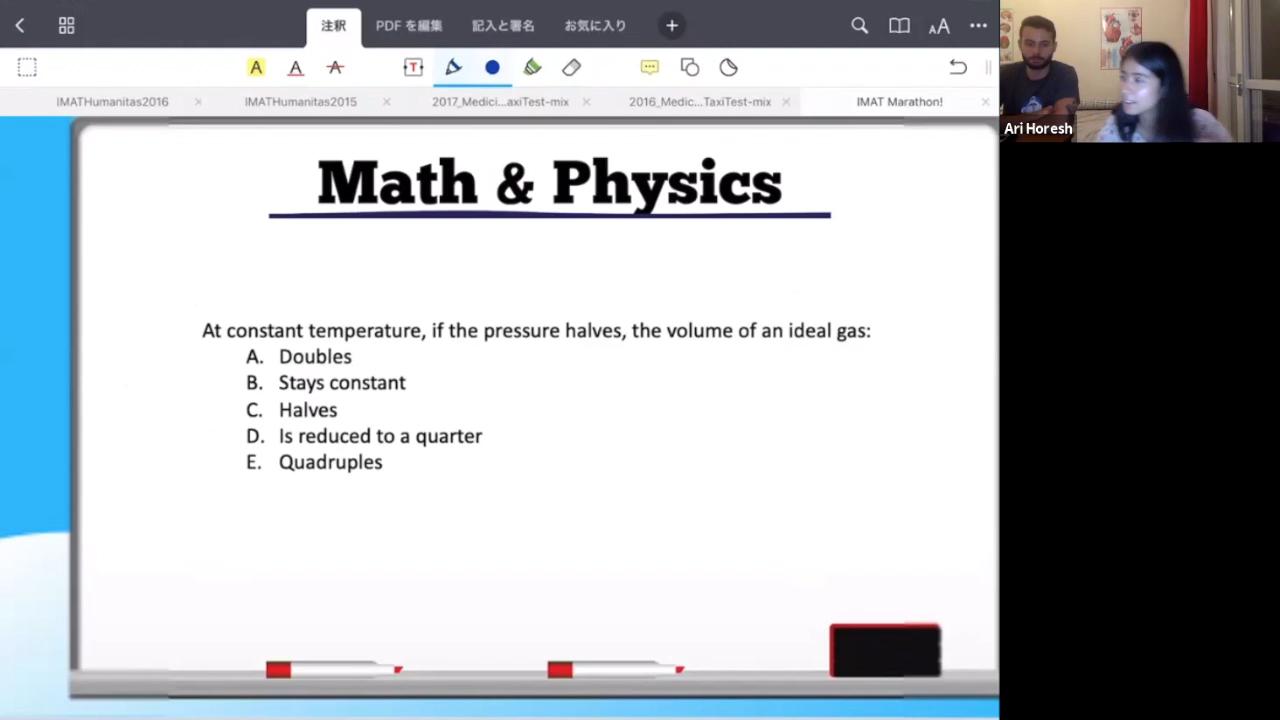 注釈 PDF を編集 記入と署名 お気に入り +
AA
A A A T
IMATHumanitas2016 × IMATHumanitas2015 × 2017_Medici...axiTest-mix × 2016_Medic...TaxiTest-mix × IMAT Marathon! ×
Ari Horesh
Math & Physics
At constant temperature, if the pressure halves, the volume of an ideal gas:
A. Doubles
B. Stays constant
C. Halves
D. Is reduced to a quarter
E. Quadruples